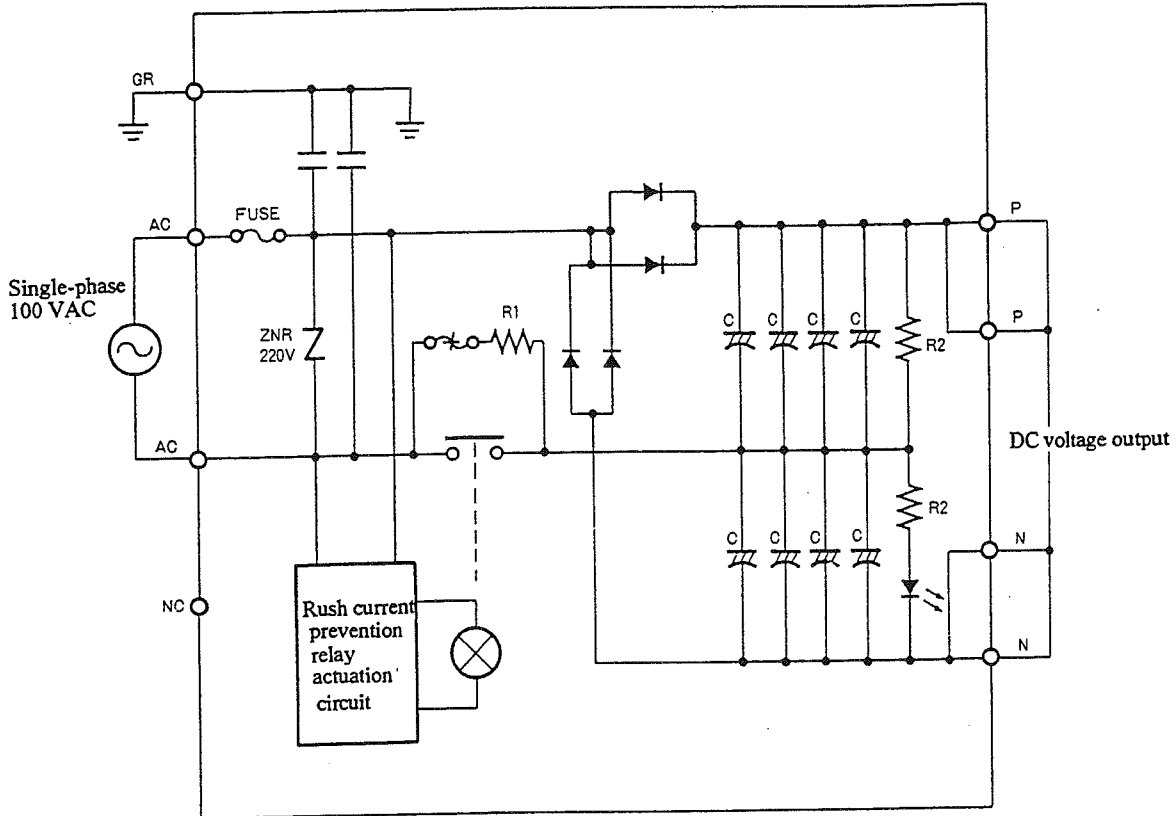 GR
AC
FUSE
Single-phase
100 VAC
ZNR
220V
R1
C
C
C
C
R2
P
P
DC voltage output
AC
R2
C
C
C
C
N
N
NC
Rush current
prevention
relay
actuation
circuit